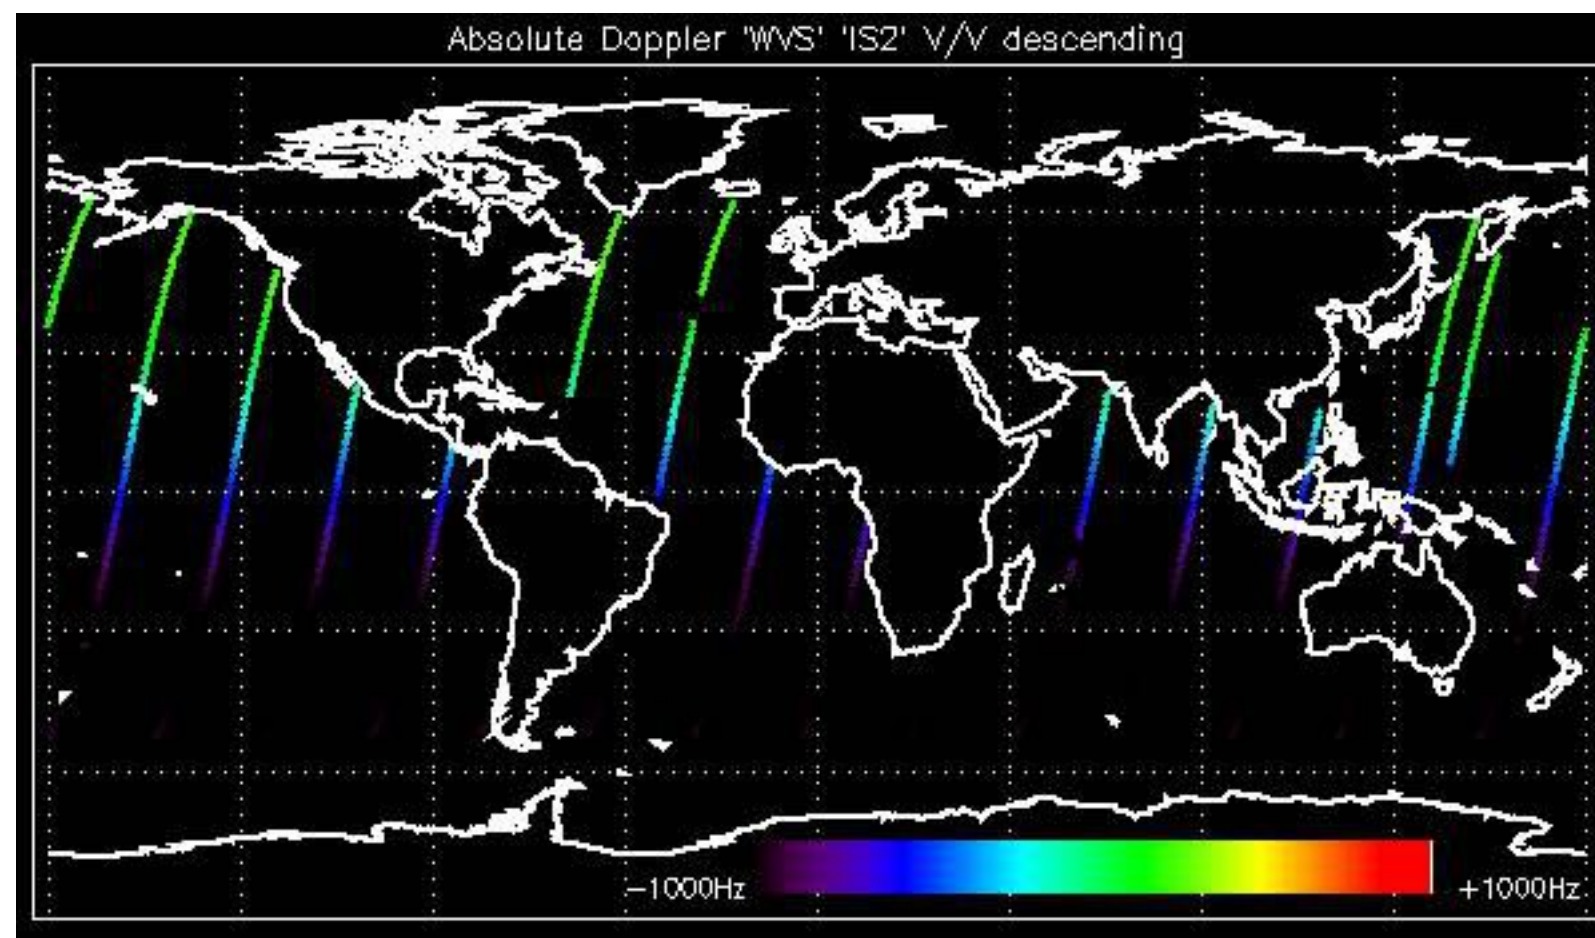 Absolute Doppler 'WVS' 'IS2' V/V descending
−1000Hz
+1000Hz